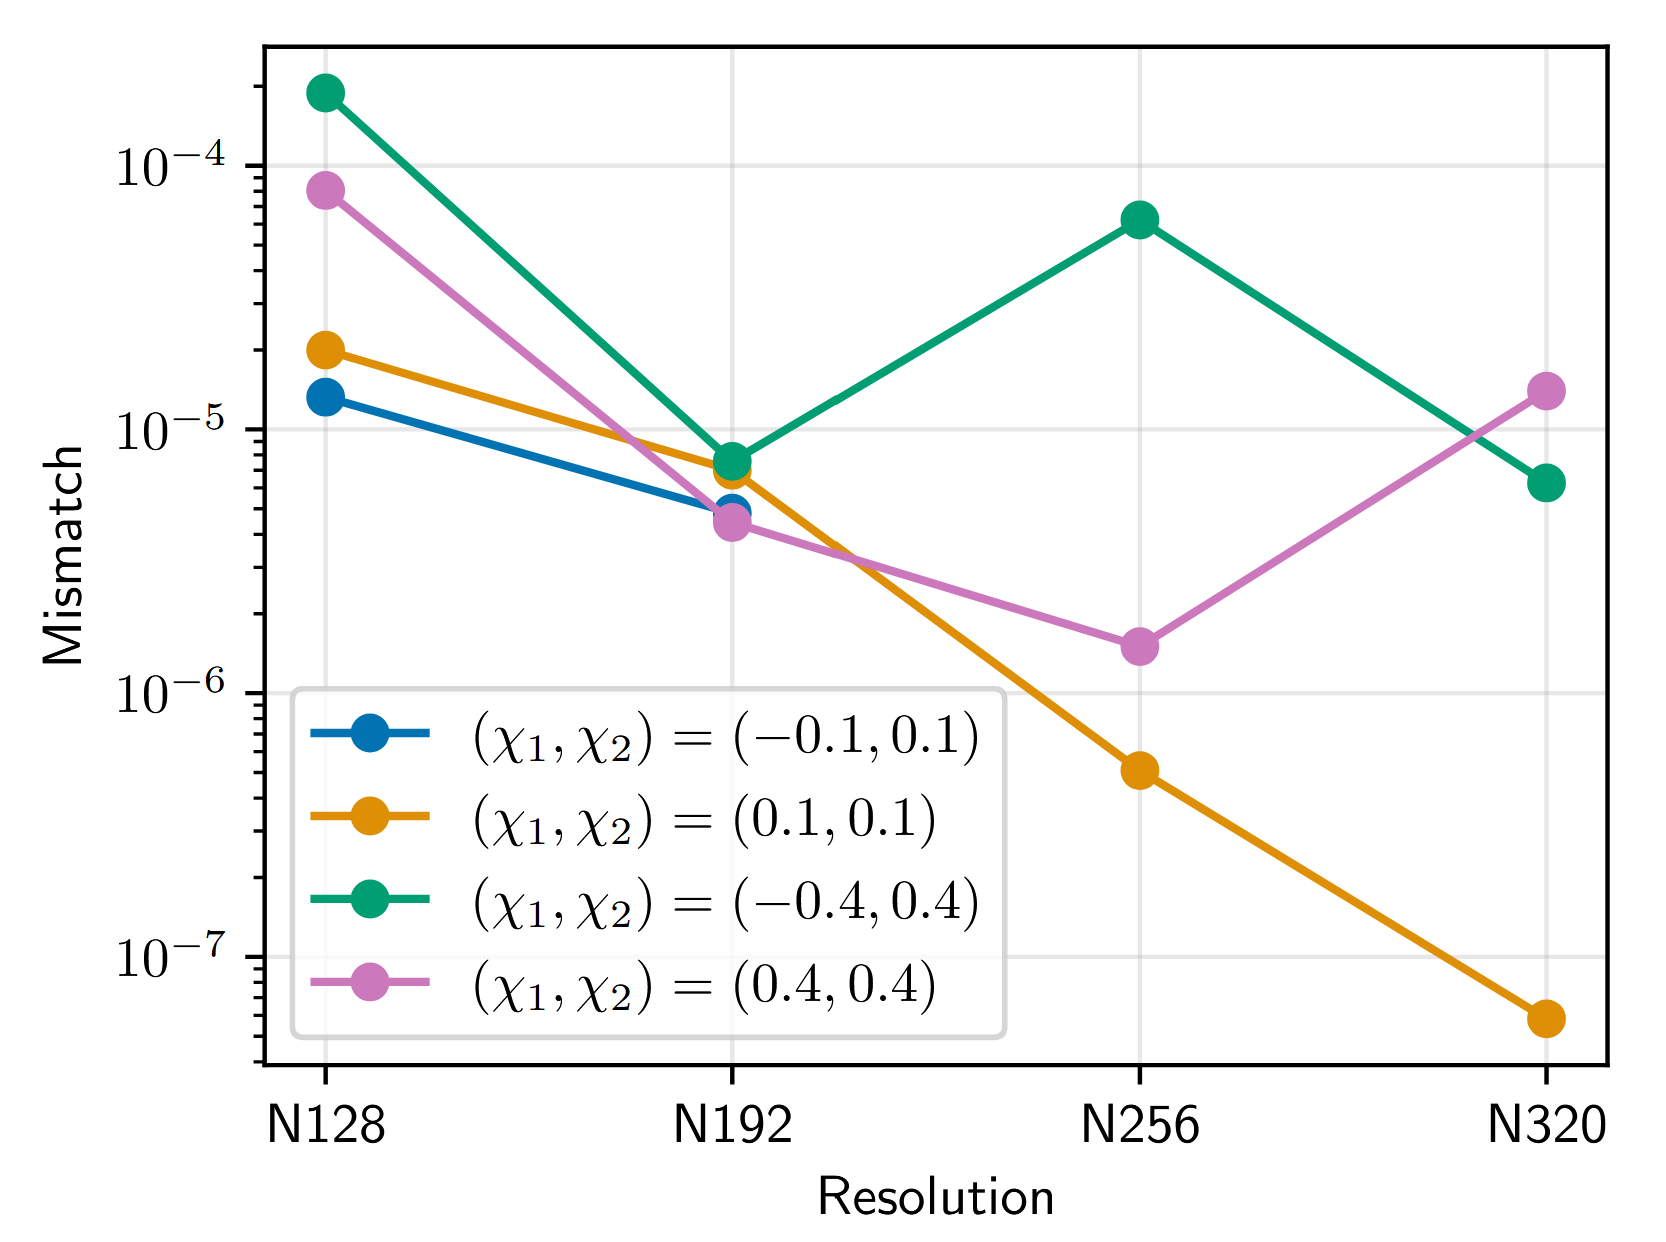 10⁻⁴
10⁻⁵
10⁻⁶
10⁻⁷
Mismatch
(χ₁, χ₂) = (−0.1, 0.1)
(χ₁, χ₂) = (0.1, 0.1)
(χ₁, χ₂) = (−0.4, 0.4)
(χ₁, χ₂) = (0.4, 0.4)
N128 N192 N256 N320
Resolution